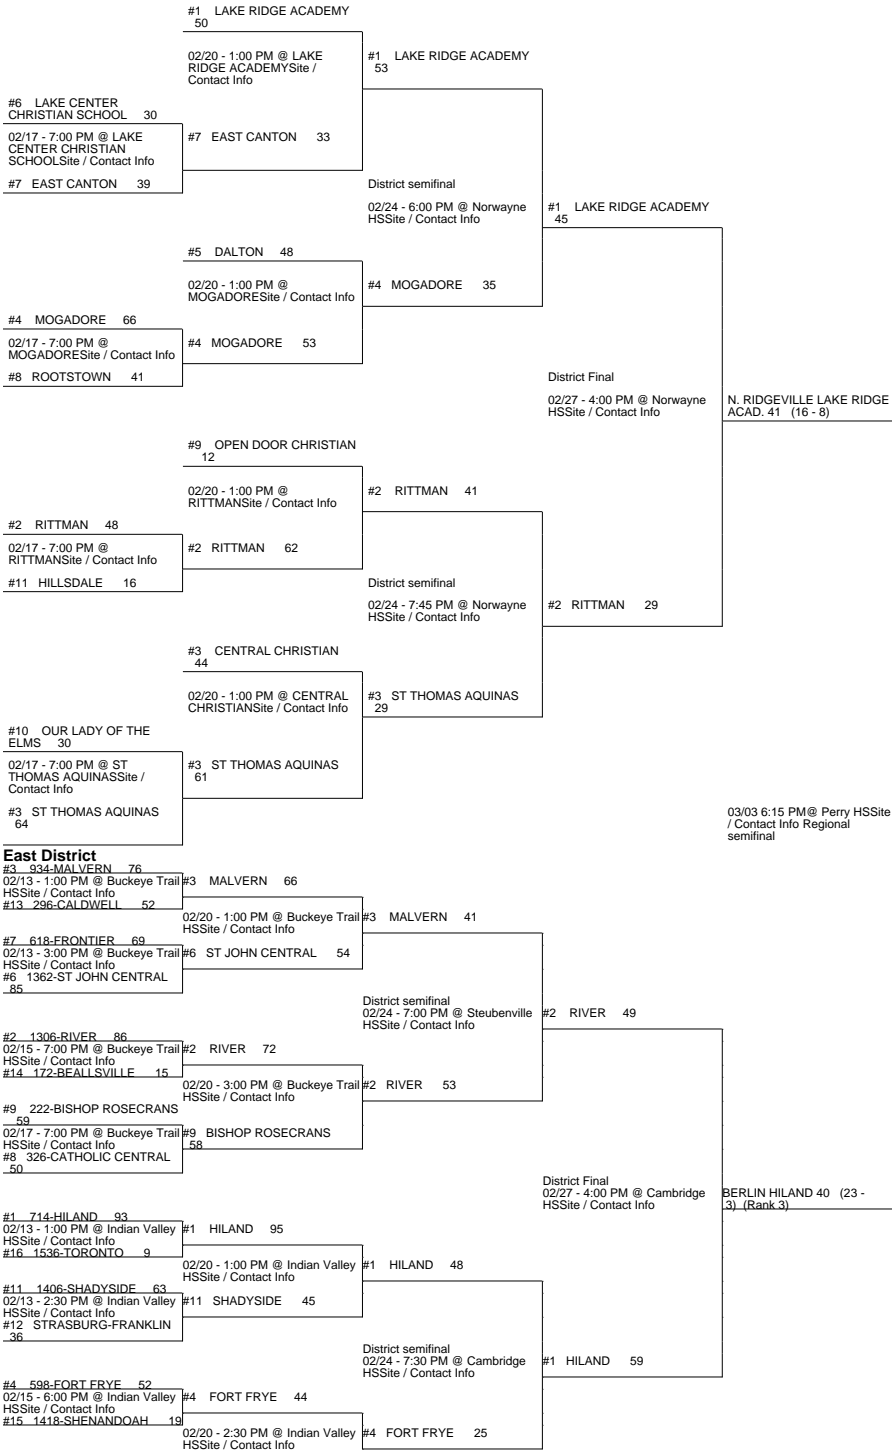 #1 LAKE RIDGE ACADEMY
50
02/20 - 1:00 PM @ LAKE
RIDGE ACADEMYSite /
Contact Info
#1 LAKE RIDGE ACADEMY
53
#6 LAKE CENTER
CHRISTIAN SCHOOL 30
02/17 - 7:00 PM @ LAKE
CENTER CHRISTIAN
SCHOOLSite / Contact Info
#7 EAST CANTON 33
#7 EAST CANTON 39
District semifinal
02/24 - 6:00 PM @ Norwayne
HSSite / Contact Info
#1 LAKE RIDGE ACADEMY
45
#5 DALTON 48
02/20 - 1:00 PM @
MOGADORESite / Contact Info
#4 MOGADORE 35
#4 MOGADORE 66
02/17 - 7:00 PM @
MOGADORESite / Contact Info
#4 MOGADORE 53
#8 ROOTSTOWN 41
District Final
02/27 - 4:00 PM @ Norwayne
HSSite / Contact Info
N. RIDGEVILLE LAKE RIDGE
ACAD. 41 (16 - 8)
#9 OPEN DOOR CHRISTIAN
12
02/20 - 1:00 PM @
RITTMANSite / Contact Info
#2 RITTMAN 41
#2 RITTMAN 48
02/17 - 7:00 PM @
RITTMANSite / Contact Info
#2 RITTMAN 62
#11 HILLSDALE 16
District semifinal
02/24 - 7:45 PM @ Norwayne
HSSite / Contact Info
#2 RITTMAN 29
#3 CENTRAL CHRISTIAN
44
02/20 - 1:00 PM @ CENTRAL
CHRISTIANSite / Contact Info
#3 ST THOMAS AQUINAS
29
#10 OUR LADY OF THE
ELMS 30
02/17 - 7:00 PM @ ST
THOMAS AQUINASSite /
Contact Info
#3 ST THOMAS AQUINAS
61
#3 ST THOMAS AQUINAS
64
03/03 6:15 PM@ Perry HSSite
/ Contact Info Regional
semifinal
East District
#3 934-MALVERN 76
02/13 - 1:00 PM @ Buckeye Trail
HSSite / Contact Info
#13 296-CALDWELL 52
#3 MALVERN 66
02/20 - 1:00 PM @ Buckeye Trail
HSSite / Contact Info
#3 MALVERN 41
#7 618-FRONTIER 69
02/13 - 3:00 PM @ Buckeye Trail
HSSite / Contact Info
#6 1362-ST JOHN CENTRAL
85
#6 ST JOHN CENTRAL 54
District semifinal
02/24 - 7:00 PM @ Steubenville
HSSite / Contact Info
#2 RIVER 49
#2 1306-RIVER 86
02/15 - 7:00 PM @ Buckeye Trail
HSSite / Contact Info
#14 172-BEALLSVILLE 15
#2 RIVER 72
02/20 - 3:00 PM @ Buckeye Trail
HSSite / Contact Info
#2 RIVER 53
#9 222-BISHOP ROSECRANS
59
02/17 - 7:00 PM @ Buckeye Trail
HSSite / Contact Info
#8 326-CATHOLIC CENTRAL
50
#9 BISHOP ROSECRANS
58
District Final
02/27 - 4:00 PM @ Cambridge
HSSite / Contact Info
BERLIN HILAND 40 (23 -
3) (Rank 3)
#1 714-HILAND 93
02/13 - 1:00 PM @ Indian Valley
HSSite / Contact Info
#16 1536-TORONTO 9
#1 HILAND 95
02/20 - 1:00 PM @ Indian Valley
HSSite / Contact Info
#1 HILAND 48
#11 1406-SHADYSIDE 63
02/13 - 2:30 PM @ Indian Valley
HSSite / Contact Info
#12 STRASBURG-FRANKLIN
36
#11 SHADYSIDE 45
District semifinal
02/24 - 7:30 PM @ Cambridge
HSSite / Contact Info
#1 HILAND 59
#4 598-FORT FRYE 52
02/15 - 6:00 PM @ Indian Valley
HSSite / Contact Info
#15 1418-SHENANDOAH 19
#4 FORT FRYE 44
02/20 - 2:30 PM @ Indian Valley
HSSite / Contact Info
#4 FORT FRYE 25